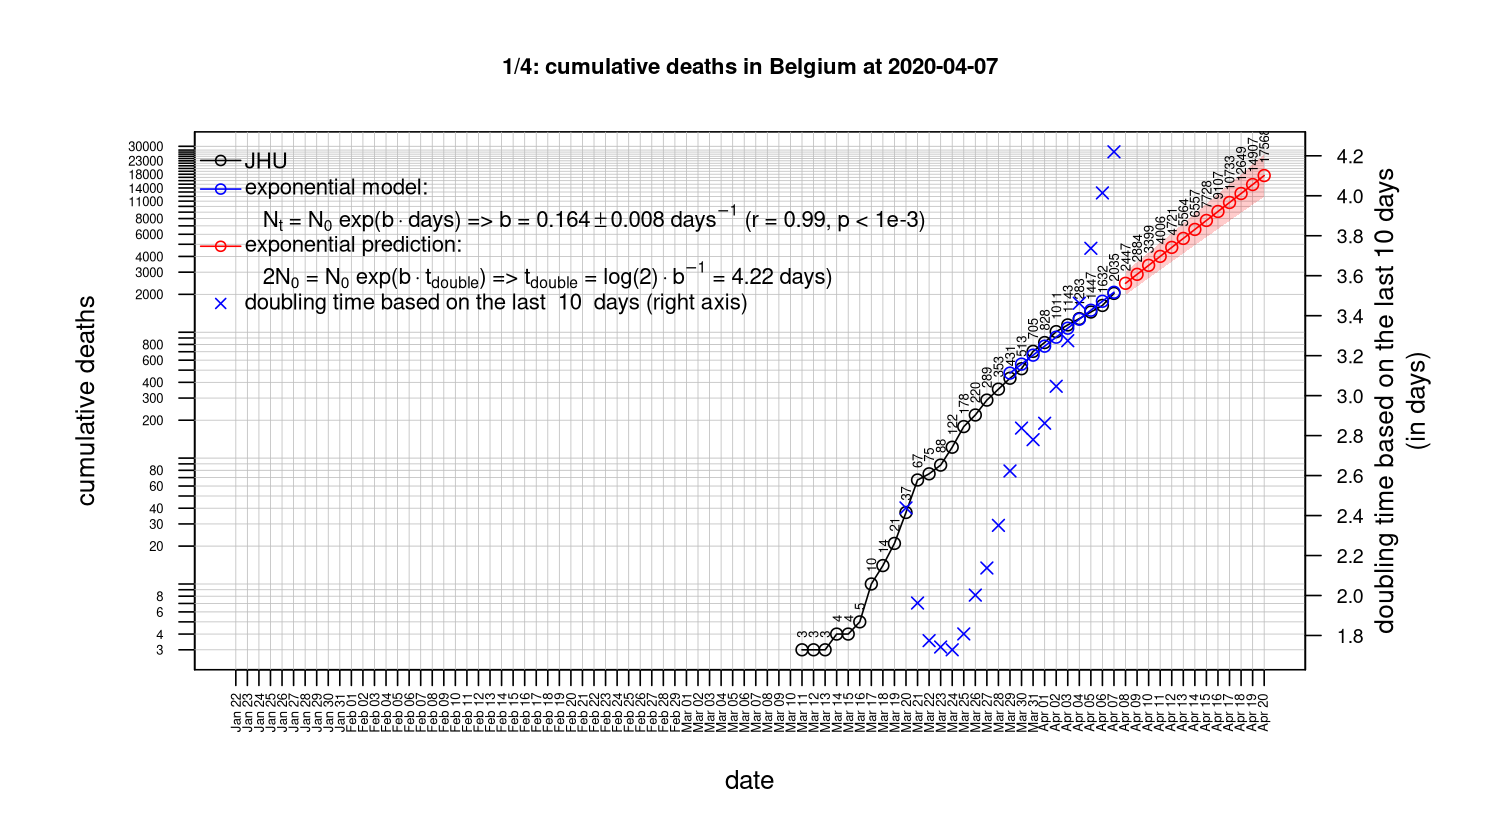 1/4: cumulative deaths in Belgium at 2020-04-07
JHU
exponential model:
Nt = N0 exp(b · days) => b = 0.164 ± 0.008 days−1 (r = 0.99, p < 1e-3)
exponential prediction:
2N0 = N0 exp(b · tdouble) => tdouble = log(2) · b−1 = 4.22 days)
doubling time based on the last 10 days (right axis)
cumulative deaths
30000
23000
18000
14000
11000
8000
6000
4000
3000
2000
800
600
400
300
200
80
60
40
30
20
8
6
4
3
3
3
3
4
4
5
10
14
21
37
67
75
88
122
178
220
289
353
431
513
705
828
1011
1143
1283
1447
1632
2035
2447
2884
3399
4006
4721
5564
6557
7728
9107
10733
12649
14907
17568
4.2
4.0
3.8
3.6
3.4
3.2
3.0
2.8
2.6
2.4
2.2
2.0
1.8
doubling time based on the last 10 days
(in days)
Jan 22
Jan 23
Jan 24
Jan 25
Jan 26
Jan 27
Jan 28
Jan 29
Jan 30
Jan 31
Feb 01
Feb 02
Feb 03
Feb 04
Feb 05
Feb 06
Feb 07
Feb 08
Feb 09
Feb 10
Feb 11
Feb 12
Feb 13
Feb 14
Feb 15
Feb 16
Feb 17
Feb 18
Feb 19
Feb 20
Feb 21
Feb 22
Feb 23
Feb 24
Feb 25
Feb 26
Feb 27
Feb 28
Feb 29
Mar 01
Mar 02
Mar 03
Mar 04
Mar 05
Mar 06
Mar 07
Mar 08
Mar 09
Mar 10
Mar 11
Mar 12
Mar 13
Mar 14
Mar 15
Mar 16
Mar 17
Mar 18
Mar 19
Mar 20
Mar 21
Mar 22
Mar 23
Mar 24
Mar 25
Mar 26
Mar 27
Mar 28
Mar 29
Mar 30
Mar 31
Apr 01
Apr 02
Apr 03
Apr 04
Apr 05
Apr 06
Apr 07
Apr 08
Apr 09
Apr 10
Apr 11
Apr 12
Apr 13
Apr 14
Apr 15
Apr 16
Apr 17
Apr 18
Apr 19
Apr 20
date